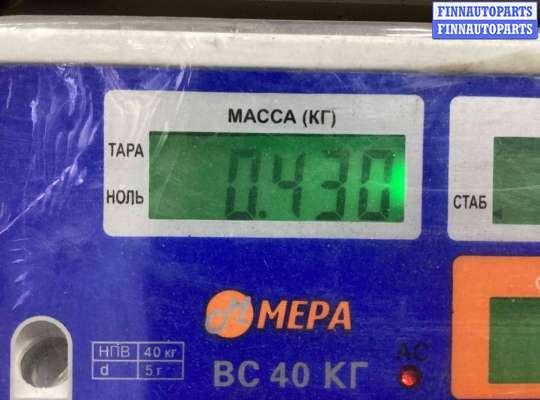 FINNAUTOPARTS
FINNAUTOPARTS
МАССА (КГ)
ТАРА
0.430
НОЛЬ
СТАБ
МЕРА
НПВ 40 кг
d 5 г
ВС 40 КГ
АС